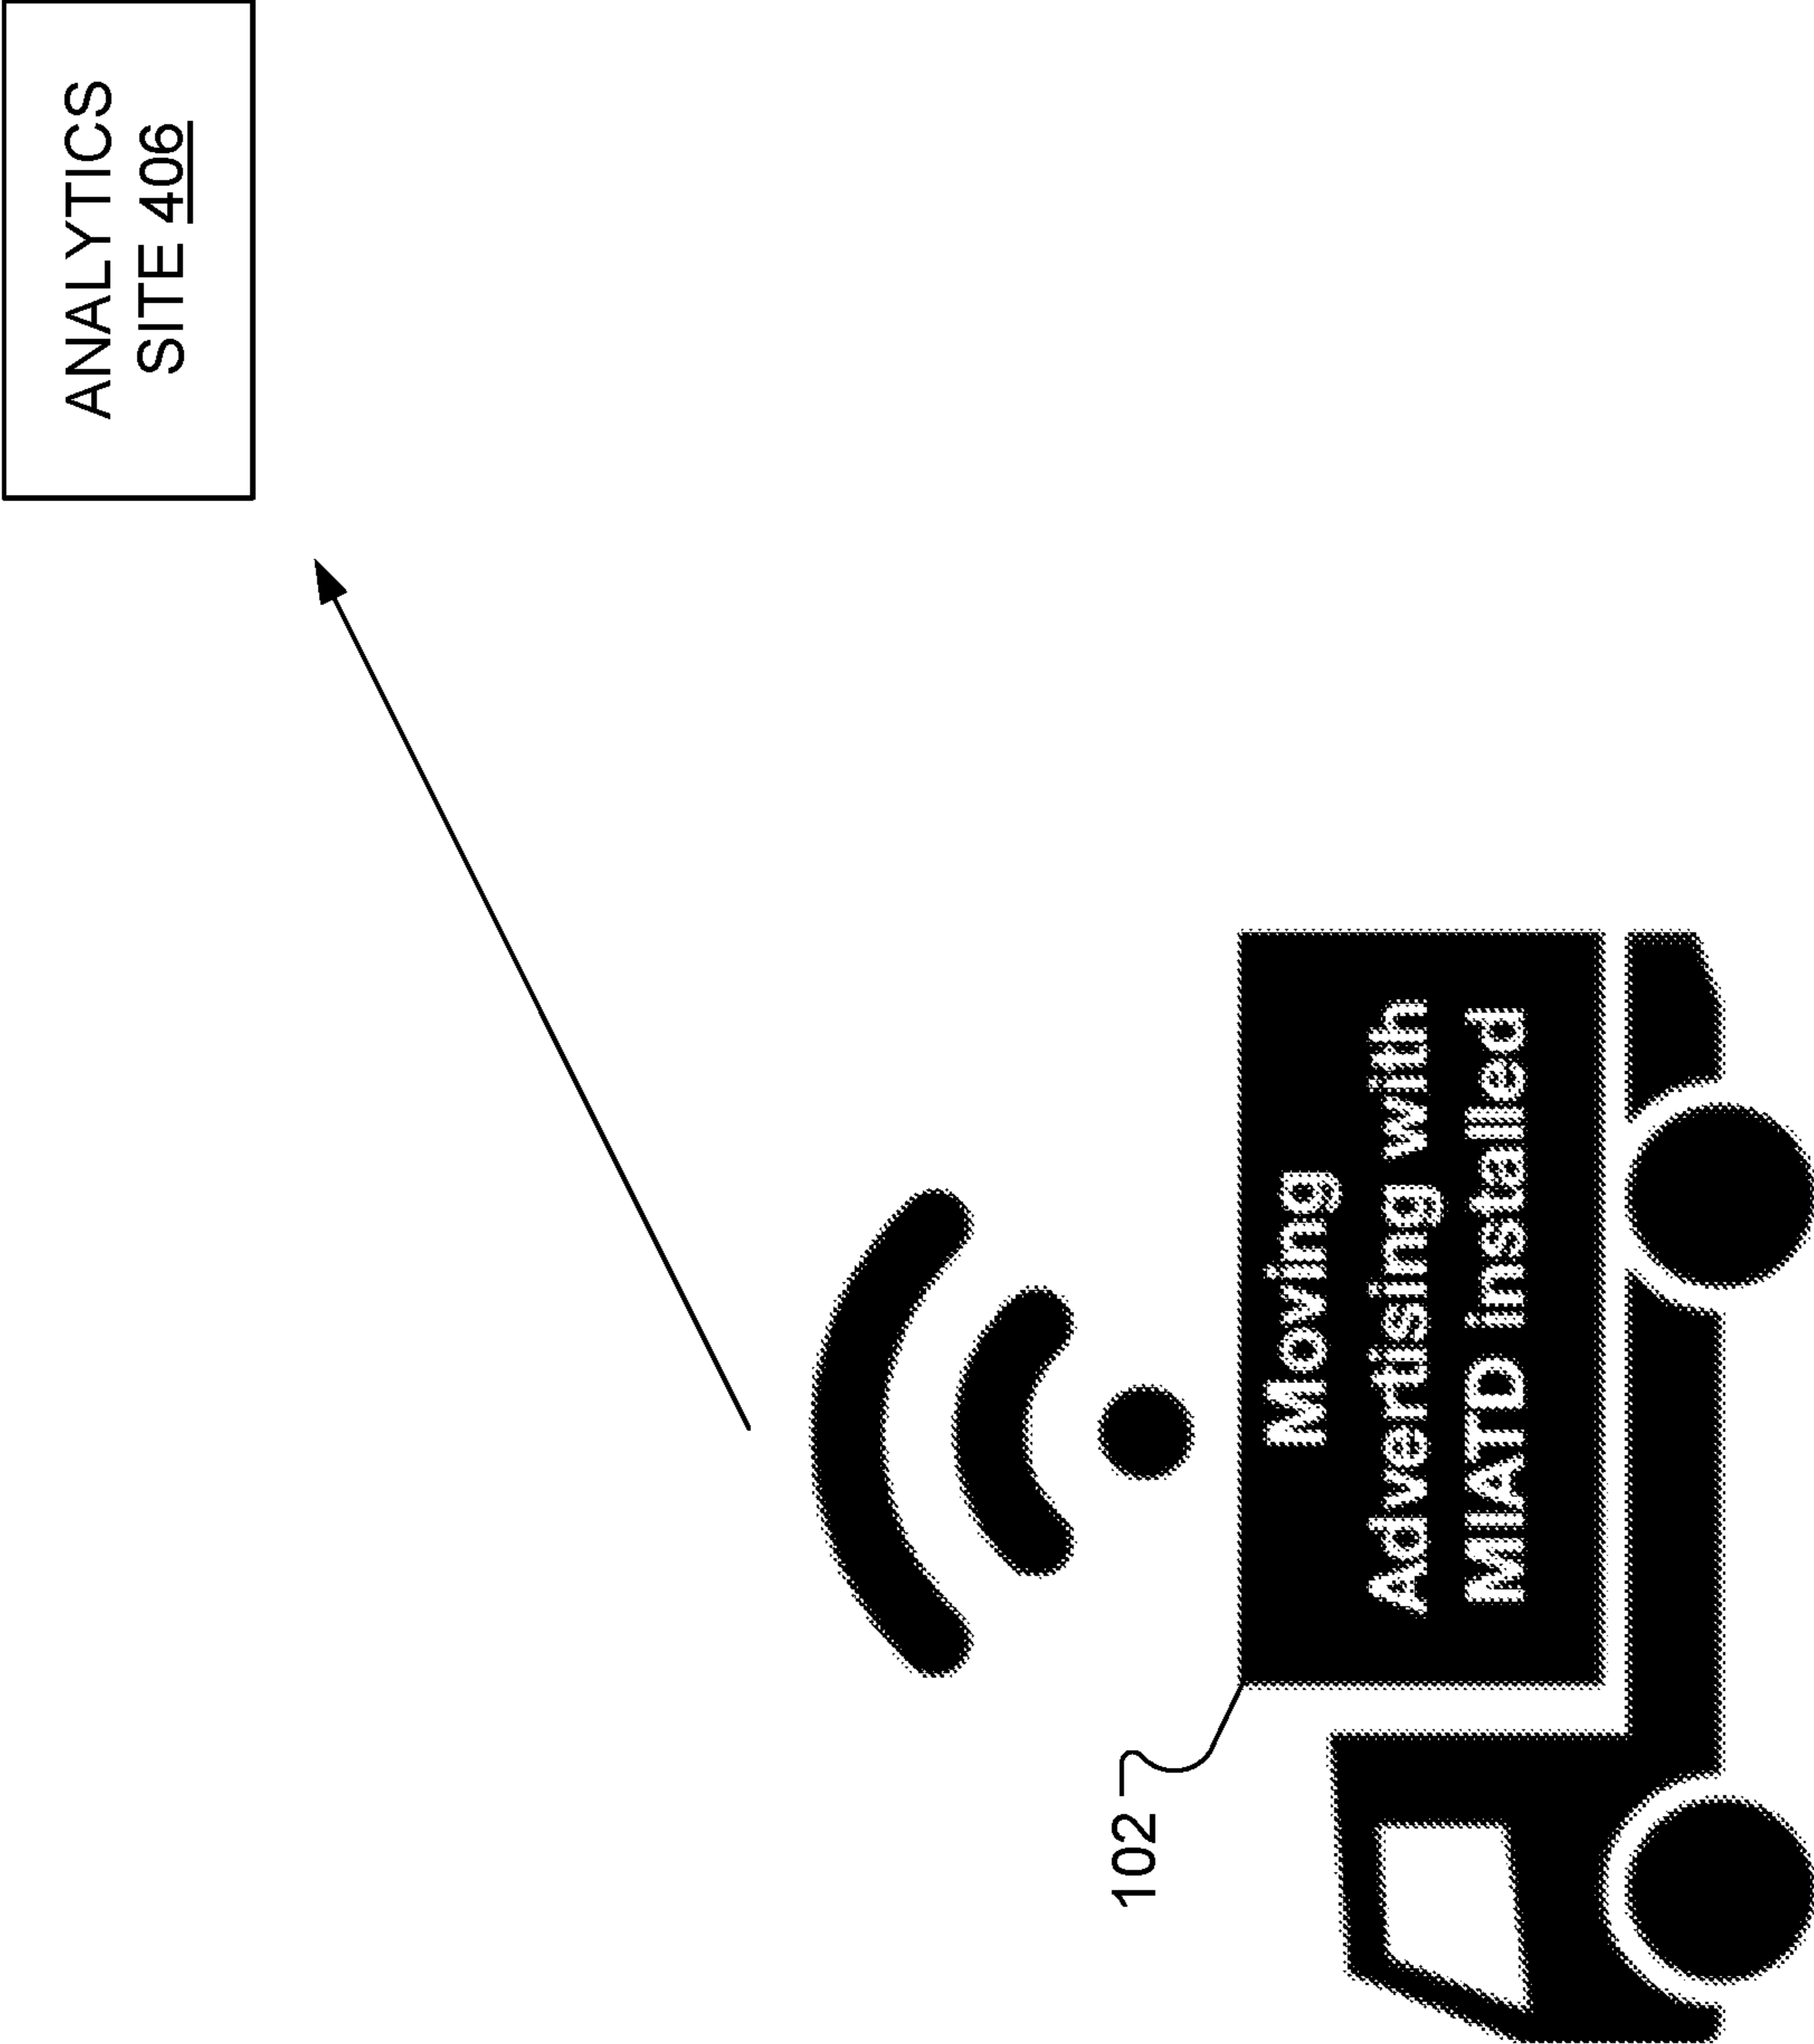 ANALYTICS
SITE 406
102
Moving
Advertising with
MIATD Installed